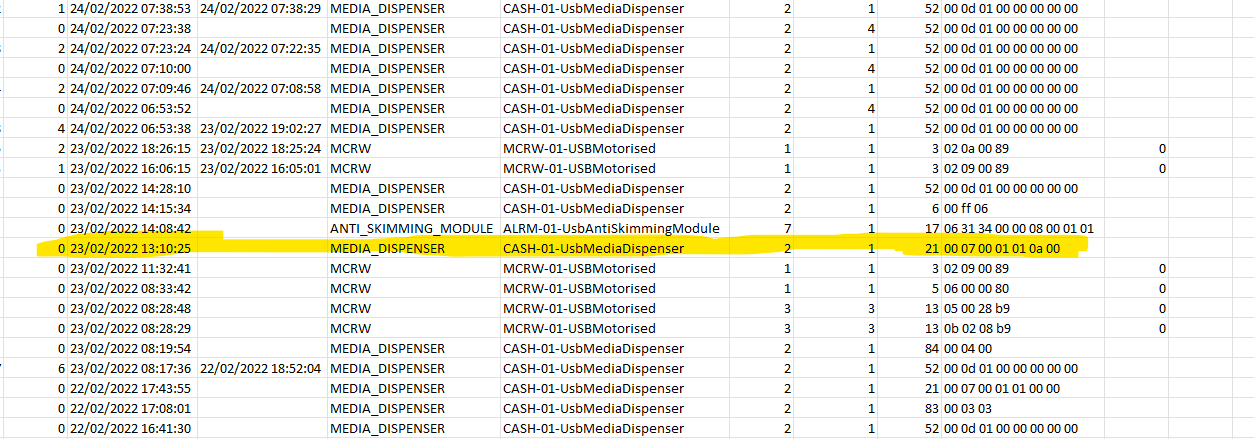 1 24/02/2022 07:38:53 24/02/2022 07:38:29 MEDIA_DISPENSER CASH-01-UsbMediaDispenser 2 1 52 00 0d 01 00 00 00 00 00
0 24/02/2022 07:23:38 MEDIA_DISPENSER CASH-01-UsbMediaDispenser 2 4 52 00 0d 01 00 00 00 00 00
2 24/02/2022 07:23:24 24/02/2022 07:22:35 MEDIA_DISPENSER CASH-01-UsbMediaDispenser 2 1 52 00 0d 01 00 00 00 00 00
0 24/02/2022 07:10:00 MEDIA_DISPENSER CASH-01-UsbMediaDispenser 2 4 52 00 0d 01 00 00 00 00 00
2 24/02/2022 07:09:46 24/02/2022 07:08:58 MEDIA_DISPENSER CASH-01-UsbMediaDispenser 2 1 52 00 0d 01 00 00 00 00 00
0 24/02/2022 06:53:52 MEDIA_DISPENSER CASH-01-UsbMediaDispenser 2 4 52 00 0d 01 00 00 00 00 00
4 24/02/2022 06:53:38 23/02/2022 19:02:27 MEDIA_DISPENSER CASH-01-UsbMediaDispenser 2 1 52 00 0d 01 00 00 00 00 00
2 23/02/2022 18:26:15 23/02/2022 18:25:24 MCRW MCRW-01-USBMotorised 1 1 3 02 0a 00 89 0
1 23/02/2022 16:06:15 23/02/2022 16:05:01 MCRW MCRW-01-USBMotorised 1 1 3 02 09 00 89 0
0 23/02/2022 14:28:10 MEDIA_DISPENSER CASH-01-UsbMediaDispenser 2 1 52 00 0d 01 00 00 00 00 00
0 23/02/2022 14:15:34 MEDIA_DISPENSER CASH-01-UsbMediaDispenser 2 1 6 00 ff 06
0 23/02/2022 14:08:42 ANTI_SKIMMING_MODULE ALRM-01-UsbAntiSkimmingModule 7 1 17 06 31 34 00 00 08 00 01 01
0 23/02/2022 13:10:25 MEDIA_DISPENSER CASH-01-UsbMediaDispenser 2 1 21 00 07 00 01 01 0a 00
0 23/02/2022 11:32:41 MCRW MCRW-01-USBMotorised 1 1 3 02 09 00 89 0
0 23/02/2022 08:33:42 MCRW MCRW-01-USBMotorised 1 1 5 06 00 00 80 0
0 23/02/2022 08:28:48 MCRW MCRW-01-USBMotorised 3 3 13 05 00 28 b9 0
0 23/02/2022 08:28:29 MCRW MCRW-01-USBMotorised 3 3 13 0b 02 08 b9 0
0 23/02/2022 08:19:54 MEDIA_DISPENSER CASH-01-UsbMediaDispenser 2 1 84 00 04 00
6 23/02/2022 08:17:36 22/02/2022 18:52:04 MEDIA_DISPENSER CASH-01-UsbMediaDispenser 2 1 52 00 0d 01 00 00 00 00 00
0 22/02/2022 17:43:55 MEDIA_DISPENSER CASH-01-UsbMediaDispenser 2 1 21 00 07 00 01 01 00 00
0 22/02/2022 17:08:01 MEDIA_DISPENSER CASH-01-UsbMediaDispenser 2 1 83 00 03 03
0 22/02/2022 16:41:30 MEDIA_DISPENSER CASH-01-UsbMediaDispenser 2 1 52 00 0d 01 00 00 00 00 00